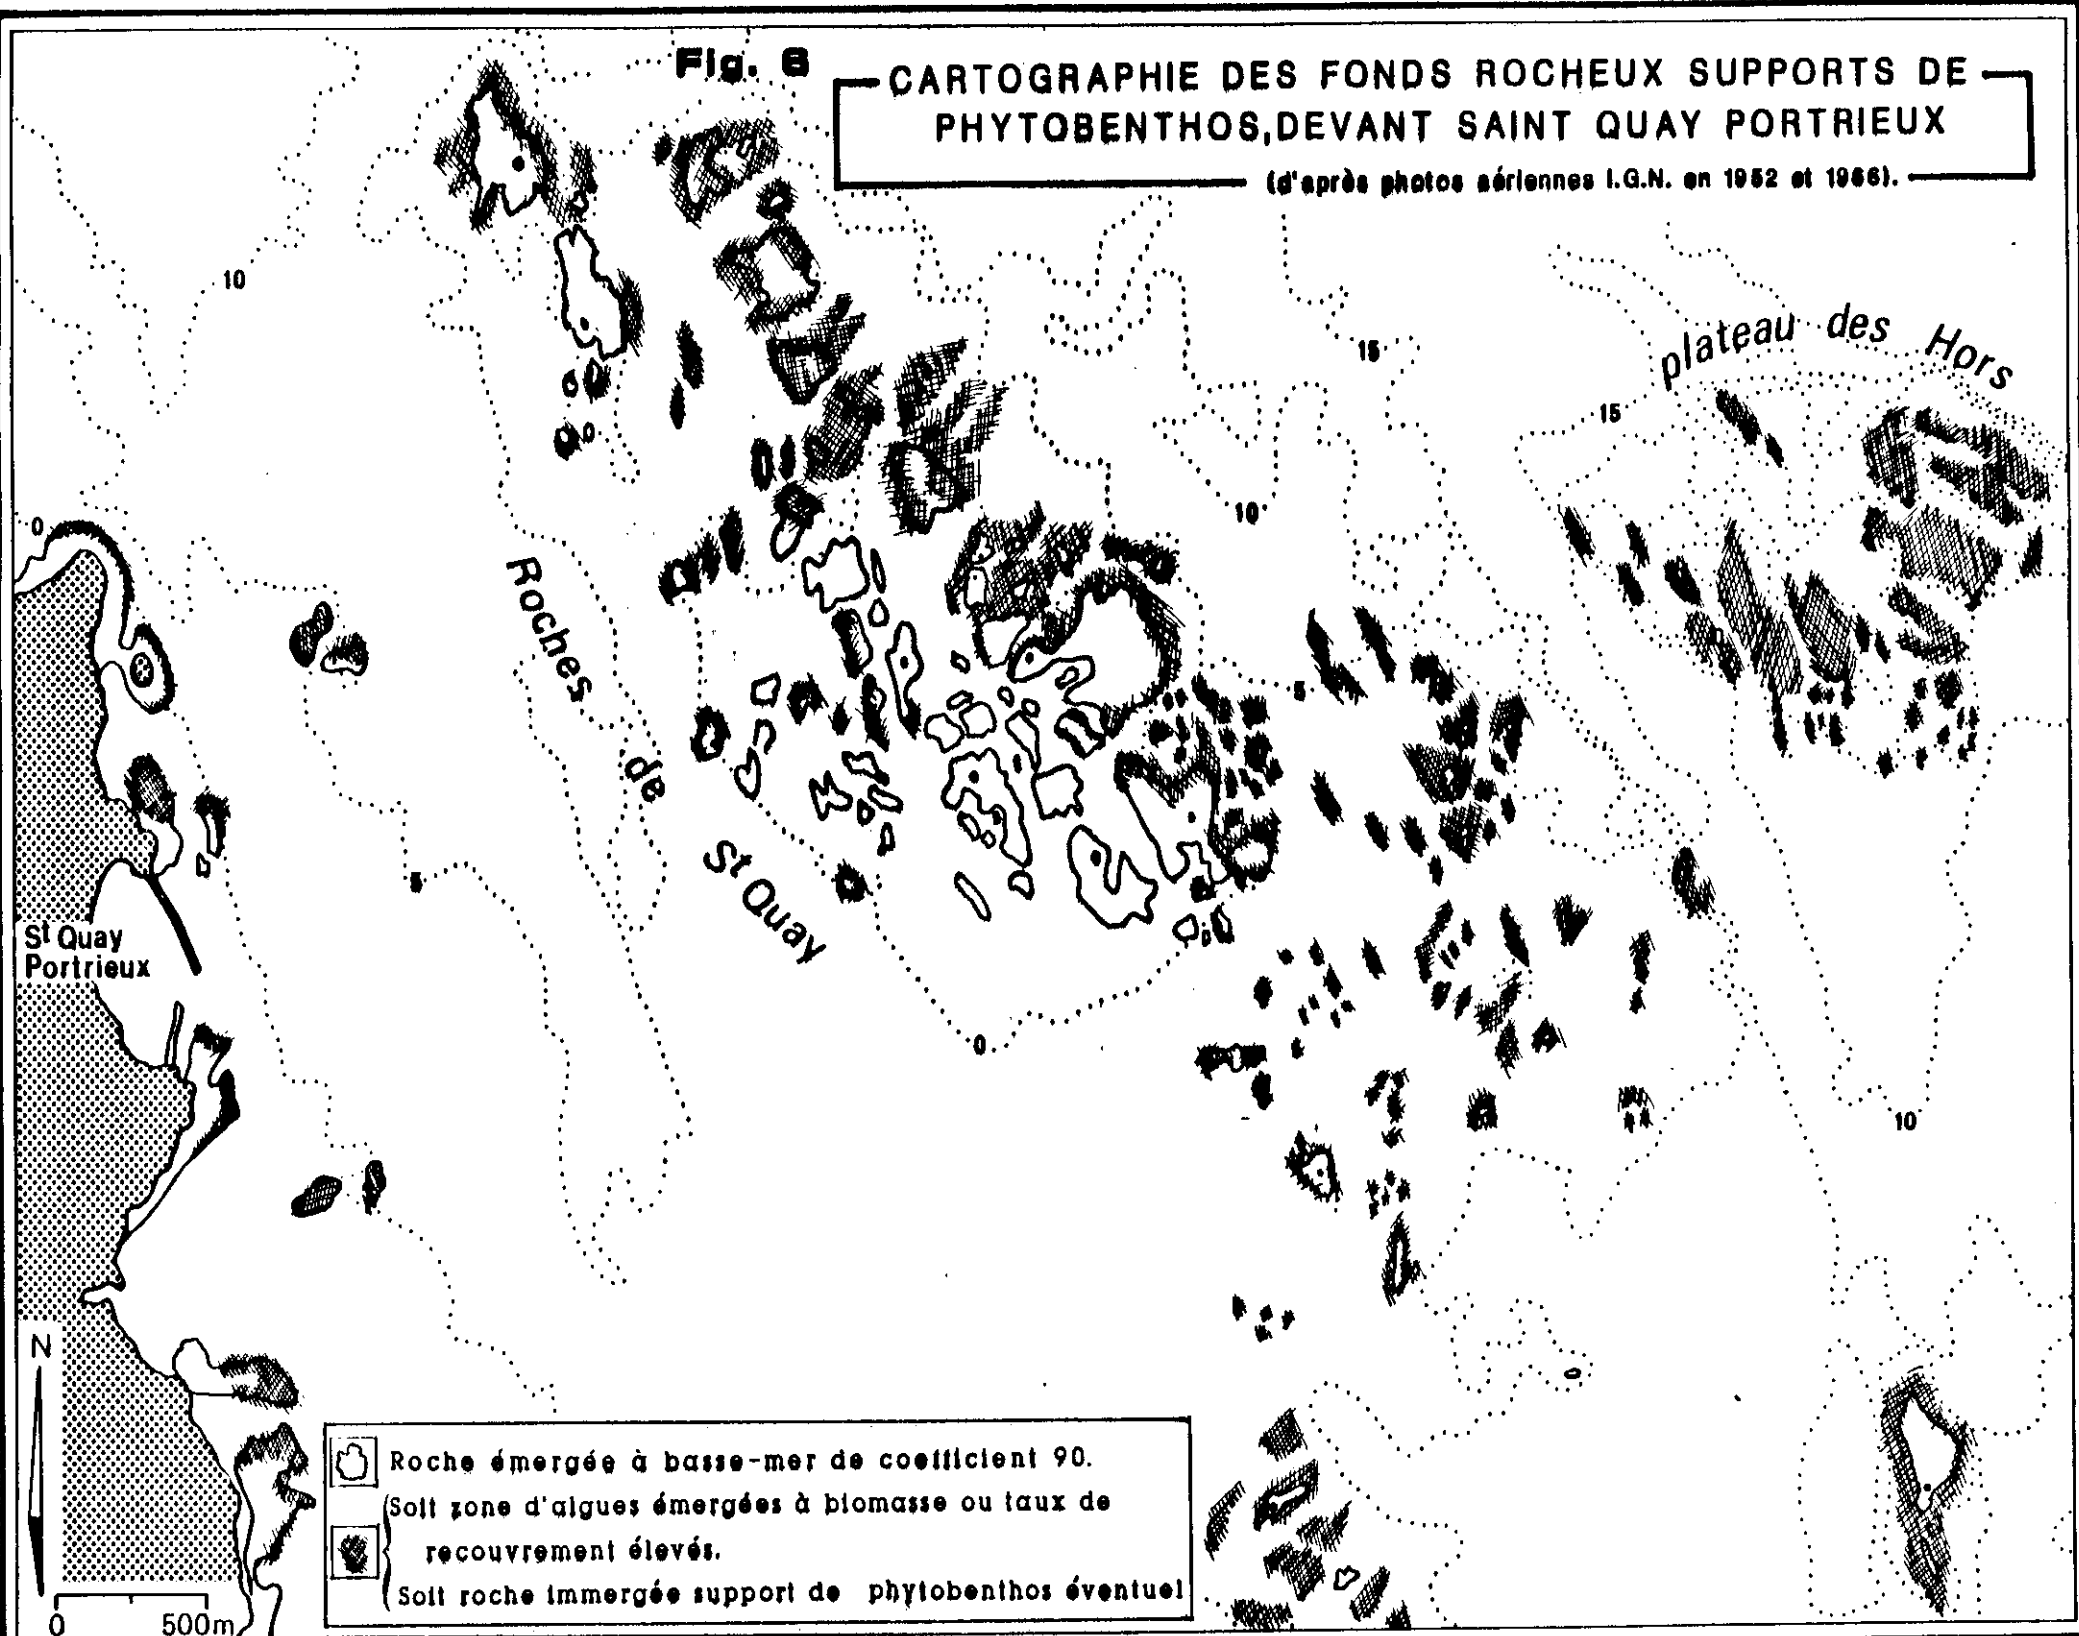 Fig. 6
CARTOGRAPHIE DES FONDS ROCHEUX SUPPORTS DE
PHYTOBENTHOS, DEVANT SAINT QUAY PORTRIEUX
(d'après photos aériennes I.G.N. en 1952 et 1966).
10
15
plateau des Hors
15
10
0
Roches de St Quay
5
5
St Quay
Portrieux
0
10
N
Roche émergée à basse-mer de coefficient 90.
Soit zone d'algues émergées à biomasse ou taux de
recouvrement élevés.
Soit roche immergée support de phytobenthos éventuel
0 500m